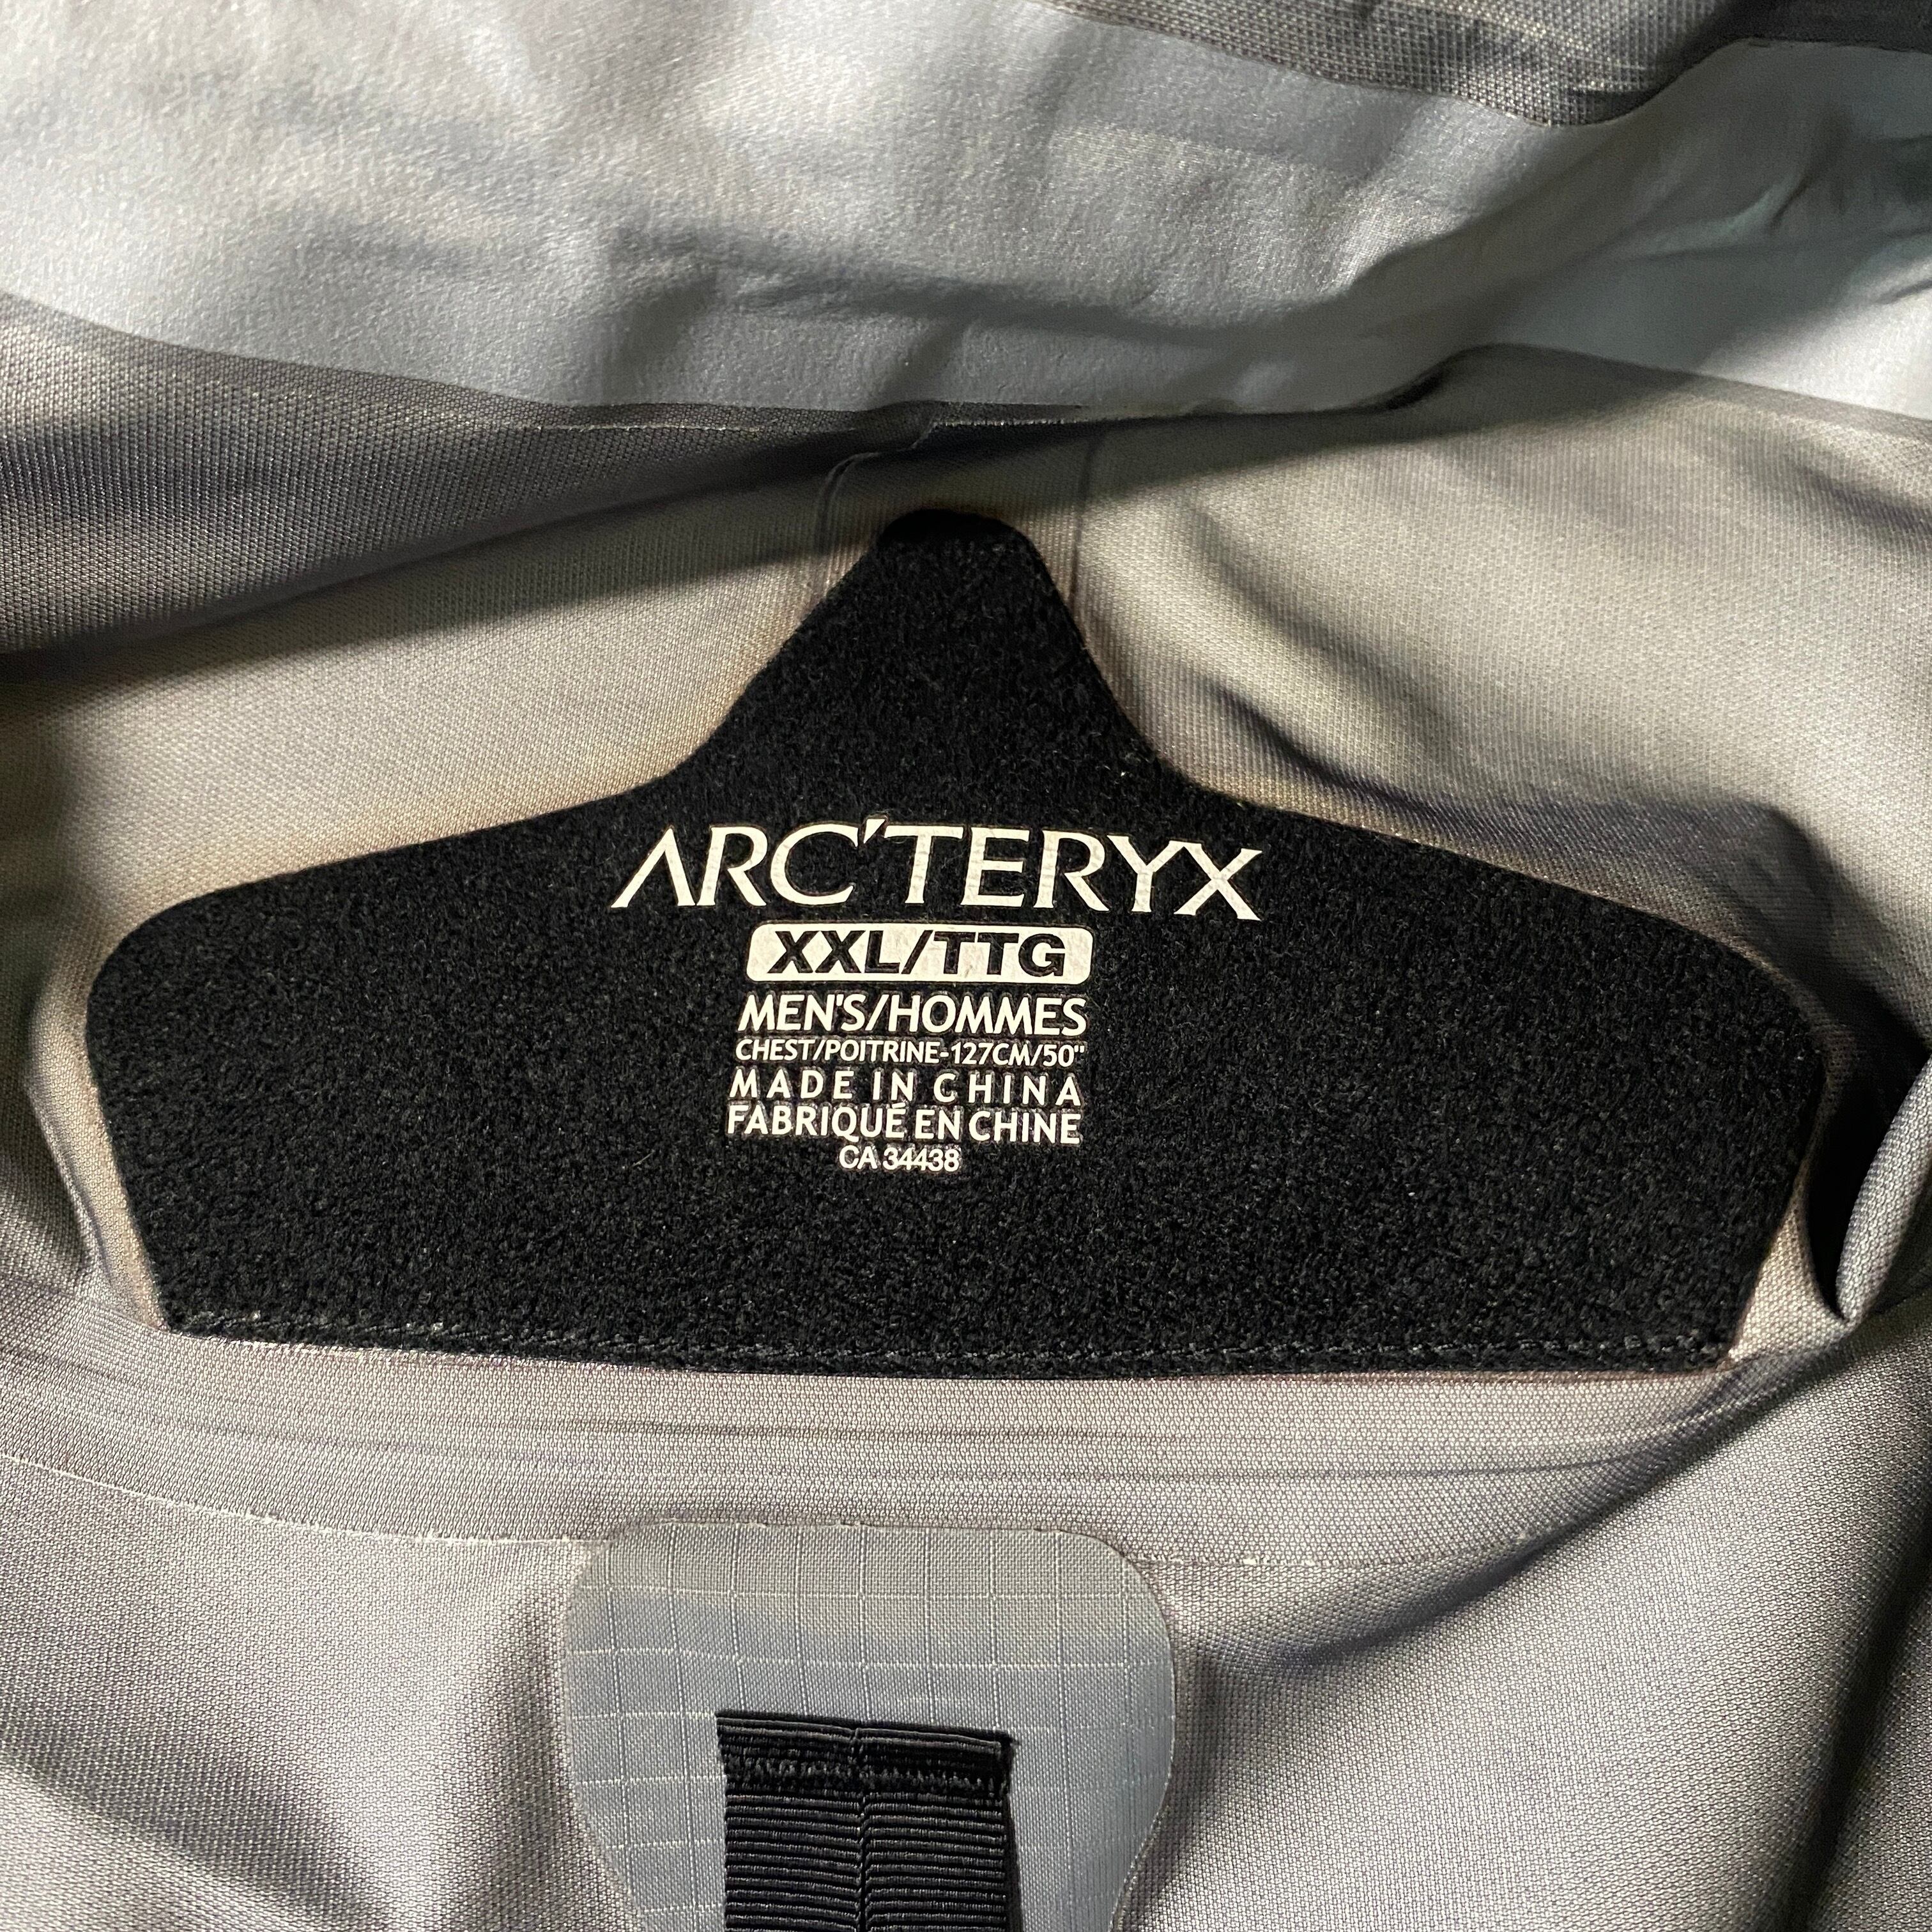 ARC'TERYX
XXL/TTG
MEN'S/HOMMES
CHEST/POITRINE-127CM/50"
MADE IN CHINA
FABRIQUÉ EN CHINE
CA 34438